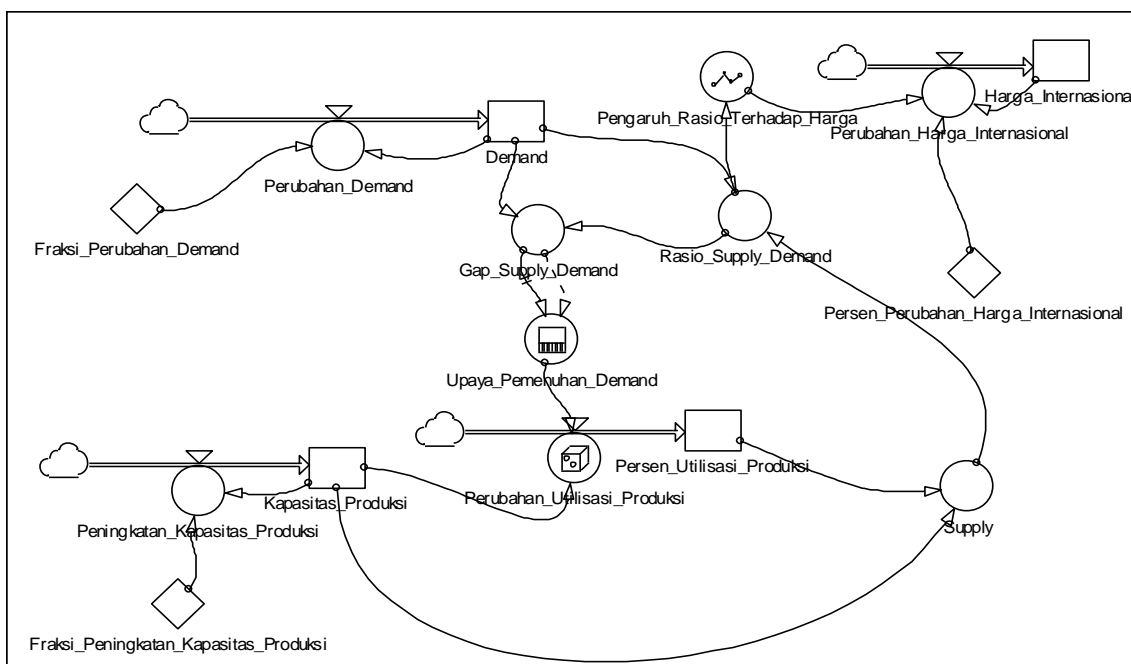 Harga_Internasional
Pengaruh_Rasio_Terhadap_Harga
Perubahan_Harga_Internasional
Demand
Perubahan_Demand
Fraksi_Perubahan_Demand
Gap_Supply_Demand
Rasio_Supply_Demand
Persen_Perubahan_Harga_Internasional
Upaya_Pemenuhan_Demand
Persen_Utilisasi_Produksi
Perubahan_Utilisasi_Produksi
Kapasitas_Produksi
Peningkatan_Kapasitas_Produksi
Supply
Fraksi_Peningkatan_Kapasitas_Produksi